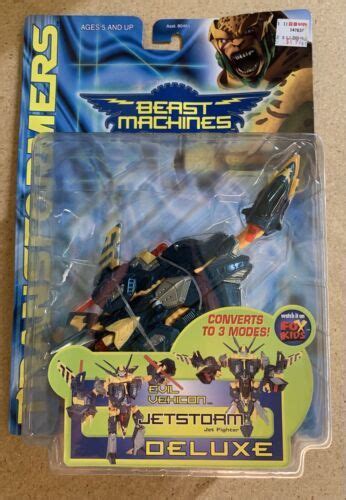 AGES 5 AND UP
TRANSFORMERS
BEAST
MACHINES
CONVERTS
TO 3 MODES!
watch it on
FOX
KIDS
EVIL
VEHICON
JETSTORM
Jet Fighter
DELUXE